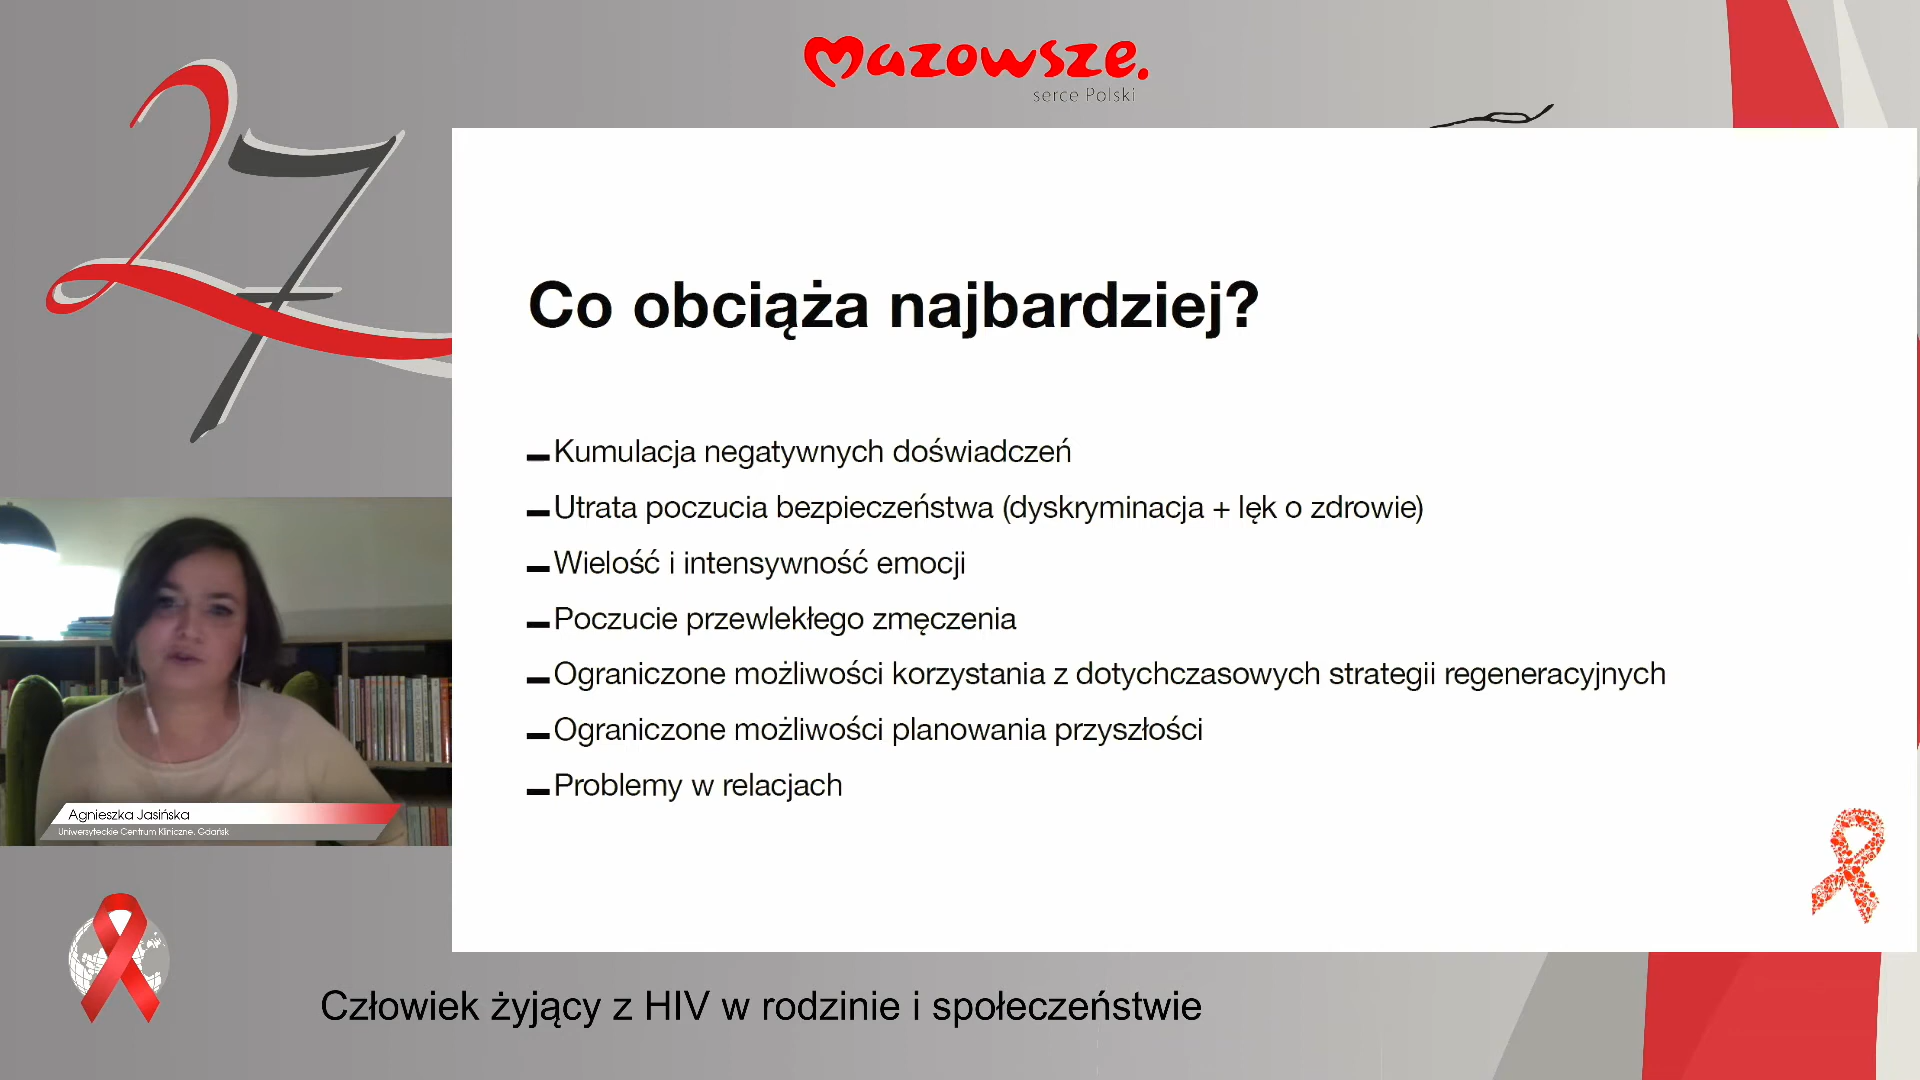 27
Mazowsze.
serce Polski
Co obciąża najbardziej?
Kumulacja negatywnych doświadczeń
Utrata poczucia bezpieczeństwa (dyskryminacja + lęk o zdrowie)
Wielość i intensywność emocji
Poczucie przewlekłego zmęczenia
Ograniczone możliwości korzystania z dotychczasowych strategii regeneracyjnych
Ograniczone możliwości planowania przyszłości
Problemy w relacjach
Agnieszka Jasińska
Uniwersyteckie Centrum Kliniczne, Gdańsk
Człowiek żyjący z HIV w rodzinie i społeczeństwie